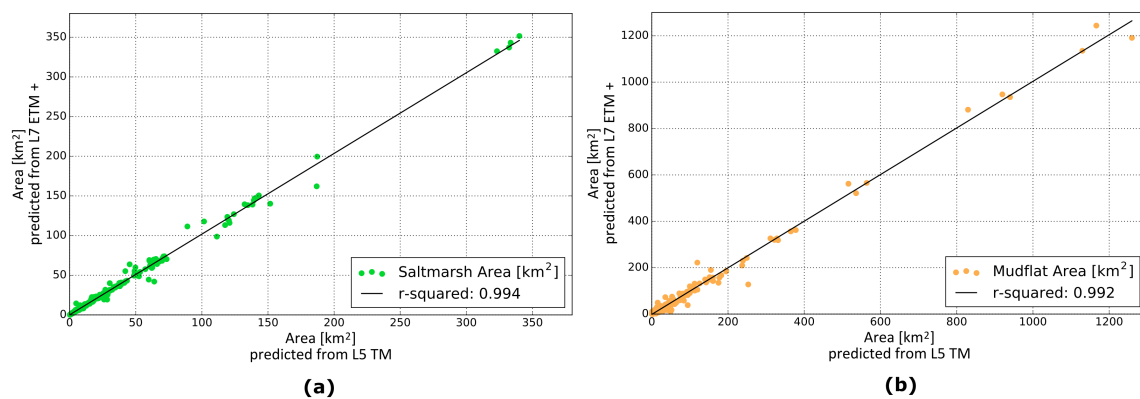 350
300
250
200
150
100
50
0
Area [km²]
predicted from L7 ETM +
0 50 100 150 200 250 300 350
Area [km²]
predicted from L5 TM
Saltmarsh Area [km²]
r-squared: 0.994
(a)
1200
1000
800
600
400
200
0
Area [km²]
predicted from L7 ETM +
0 200 400 600 800 1000 1200
Area [km²]
predicted from L5 TM
Mudflat Area [km²]
r-squared: 0.992
(b)